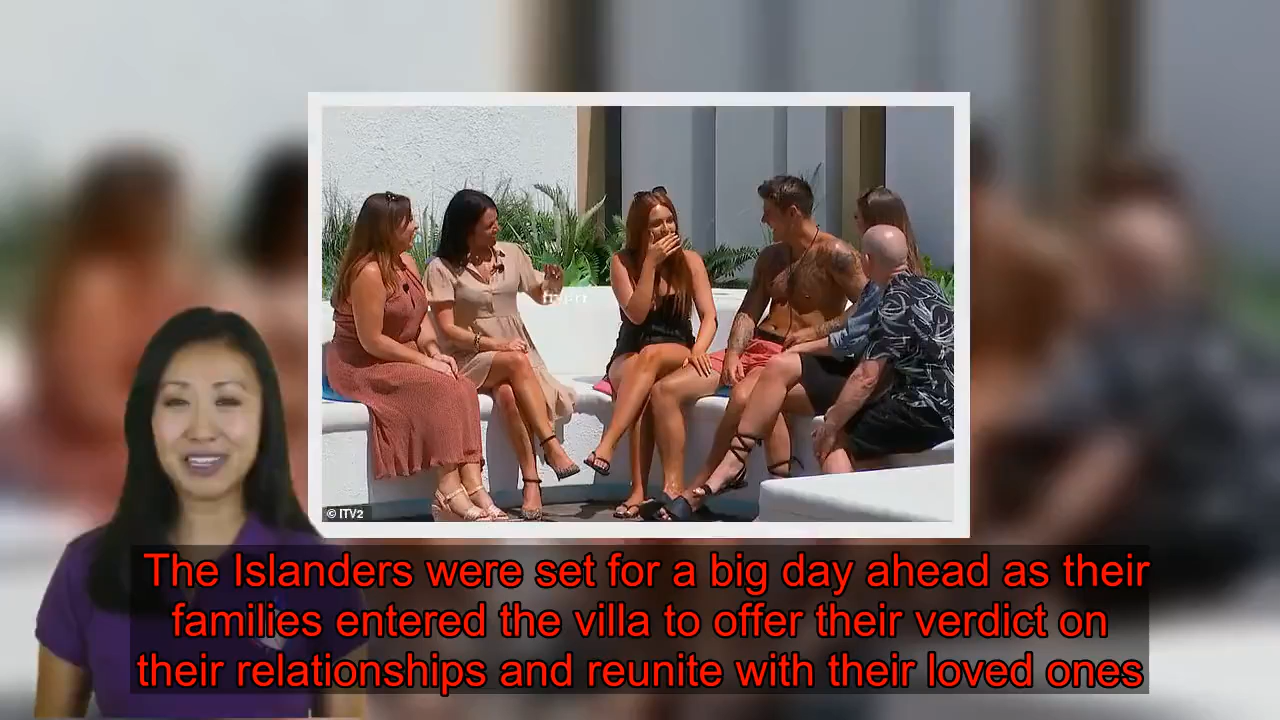 © ITV2
The Islanders were set for a big day ahead as their
families entered the villa to offer their verdict on
their relationships and reunite with their loved ones